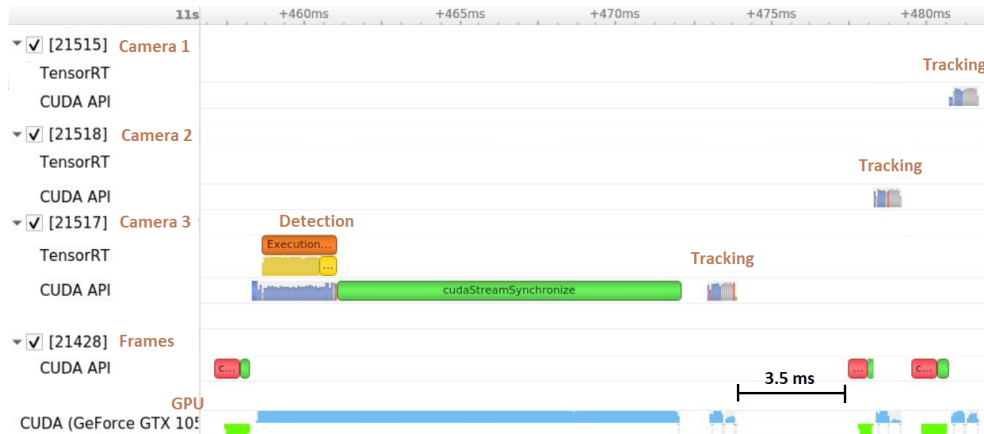 11s +460ms +465ms +470ms +475ms +480ms
[21515] Camera 1
Tracking
TensorRT
CUDA API
[21518] Camera 2
TensorRT
Tracking
CUDA API
[21517] Camera 3
Detection
Execution...
TensorRT
...
Tracking
CUDA API
cudaStreamSynchronize
[21428] Frames
CUDA API
c...
...
c...
3.5 ms
GPU
CUDA (GeForce GTX 105